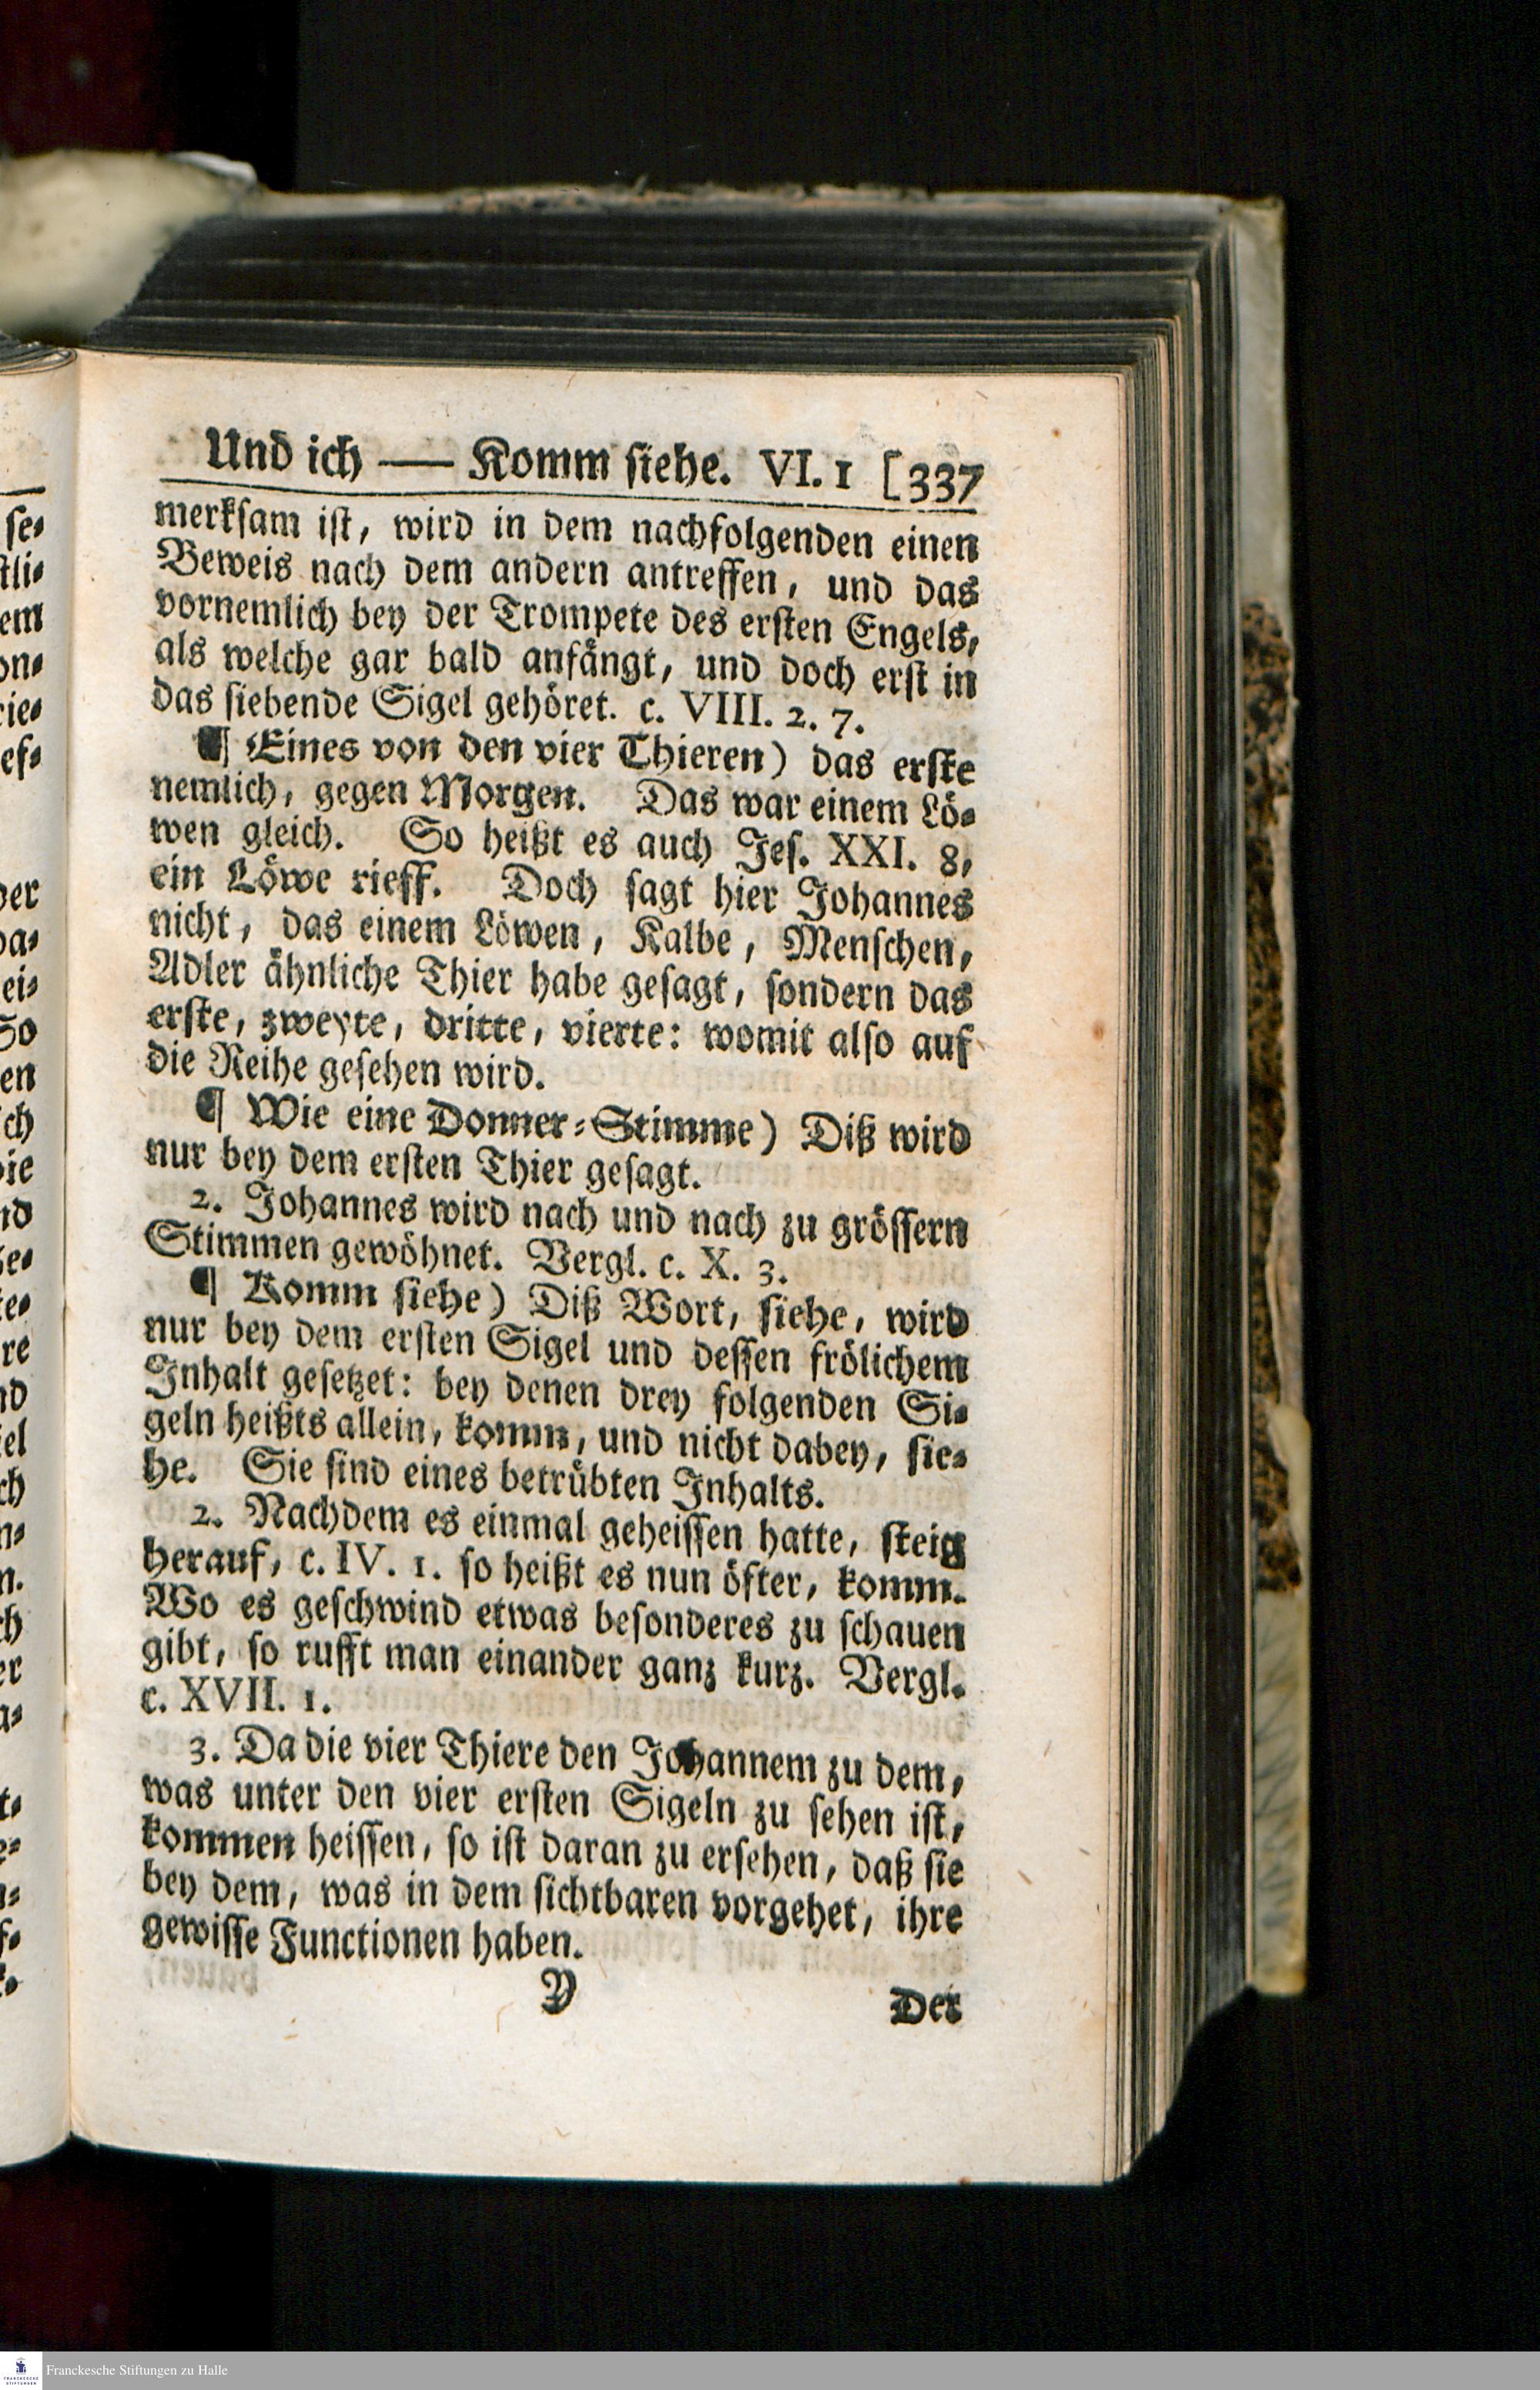 Und ich — Komm siehe. VI. 1 [337
merksam ist, wird in dem nachfolgenden einen
Beweis nach dem andern antreffen, und das
vornemlich bey der Trompete des ersten Engels,
als welche gar bald anfängt, und doch erst in
das siebende Sigel gehöret. c. VIII. 2. 7.
¶ Eines von den vier Thieren) das erste
nemlich, gegen Morgen. Das war einem Lö-
wen gleich. So heißt es auch Jes. XXI. 8,
ein Löwe rieff. Doch sagt hier Johannes
nicht, das einem Löwen, Kalbe, Menschen,
Adler ähnliche Thier habe gesagt, sondern das
erste, zweyte, dritte, vierte: womit also auf
die Reihe gesehen wird.
¶ Wie eine Donner-Stimme) Diß wird
nur bey dem ersten Thier gesagt.
2. Johannes wird nach und nach zu grössern
Stimmen gewöhnet. Vergl. c. X. 3.
¶ Komm siehe) Diß Wort, siehe, wird
nur bey dem ersten Sigel und dessen frölichem
Inhalt gesetzet: bey denen drey folgenden Si-
geln heißts allein, komm, und nicht dabey, sie-
he. Sie sind eines betrübten Inhalts.
2. Nachdem es einmal geheissen hatte, steig
herauf, c. IV. 1. so heißt es nun öfter, komm.
Wo es geschwind etwas besonderes zu schauen
gibt, so rufft man einander ganz kurz. Vergl.
c. XVII. 1.
3. Da die vier Thiere den Johannem zu dem,
was unter den vier ersten Sigeln zu sehen ist,
kommen heissen, so ist daran zu ersehen, daß sie
bey dem, was in dem sichtbaren vorgehet, ihre
gewisse Functionen haben.
Y Der
Franckesche Stiftungen zu Halle